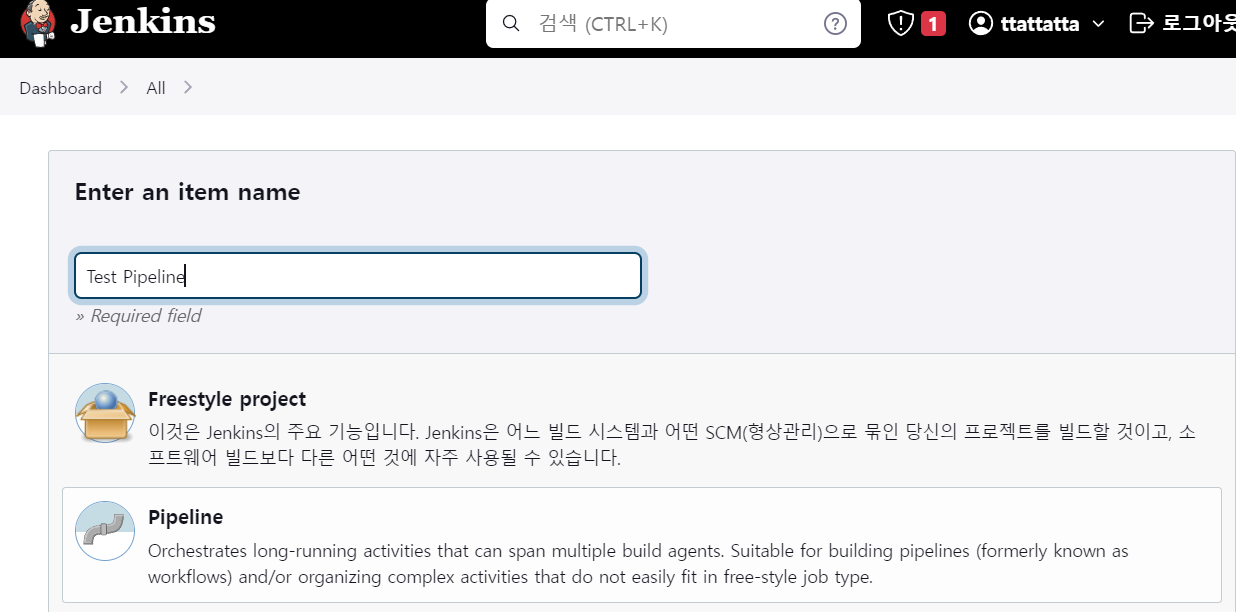 Jenkins
검색 (CTRL+K)
?
1
ttattatta
로그아웃
Dashboard
All
Enter an item name
Test Pipeline
» Required field
Freestyle project
이것은 Jenkins의 주요 기능입니다. Jenkins은 어느 빌드 시스템과 어떤 SCM(형상관리)으로 묶인 당신의 프로젝트를 빌드할 것이고, 소
프트웨어 빌드보다 다른 어떤 것에 자주 사용될 수 있습니다.
Pipeline
Orchestrates long-running activities that can span multiple build agents. Suitable for building pipelines (formerly known as
workflows) and/or organizing complex activities that do not easily fit in free-style job type.